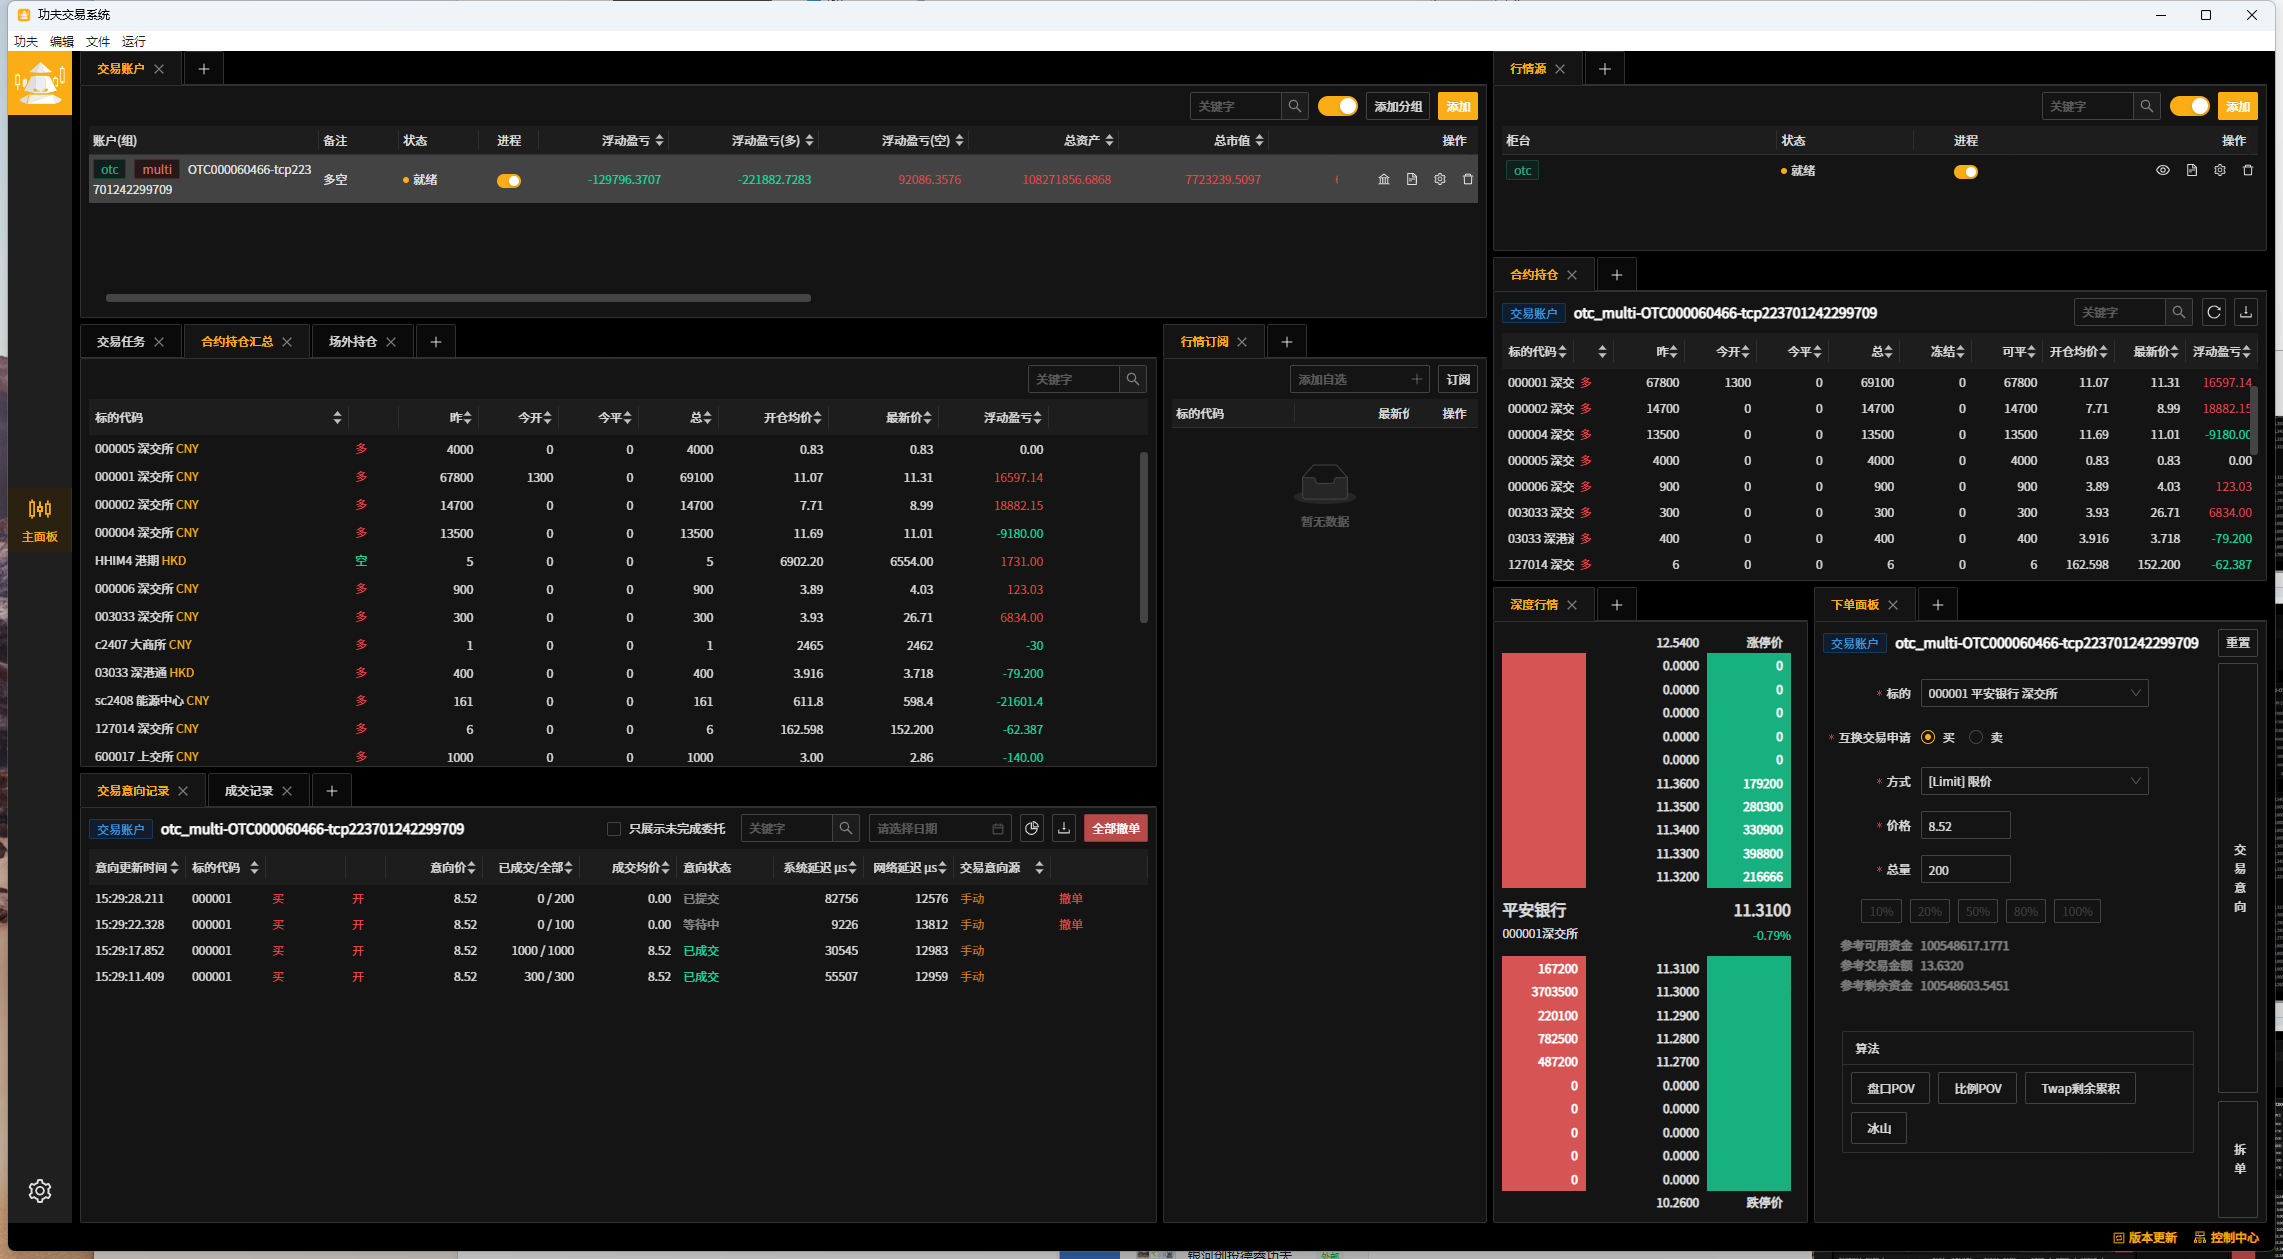 功夫交易系统
功夫 编辑 文件 运行
交易账户
关键字 添加分组 添加
账户(组) 备注 状态 进程 浮动盈亏 浮动盈亏(多) 浮动盈亏(空) 总资产 总市值 操作
otc multi OTC000060466-tcp223701242299709 多空 就绪 -129796.3707 -221882.7283 92086.3576 108271856.6868 7723239.5097
行情源
关键字 添加
柜台 状态 进程 操作
otc 就绪
主面板
交易任务 合约持仓汇总 场外持仓
关键字
标的代码 昨 今开 今平 总 开仓均价 最新价 浮动盈亏
000005 深交所 CNY 多 4000 0 0 4000 0.83 0.83 0.00
000001 深交所 CNY 多 67800 1300 0 69100 11.07 11.31 16597.14
000002 深交所 CNY 多 14700 0 0 14700 7.71 8.99 18882.15
000004 深交所 CNY 多 13500 0 0 13500 11.69 11.01 -9180.00
HHIM4 港期 HKD 空 5 0 0 5 6902.20 6554.00 1731.00
000006 深交所 CNY 多 900 0 0 900 3.89 4.03 123.03
003033 深交所 CNY 多 300 0 0 300 3.93 26.71 6834.00
c2407 大商所 CNY 多 1 0 0 1 2465 2462 -30
03033 深港通 HKD 多 400 0 0 400 3.916 3.718 -79.200
sc2408 能源中心 CNY 多 161 0 0 161 611.8 598.4 -21601.4
127014 深交所 CNY 多 6 0 0 6 162.598 152.200 -62.387
600017 上交所 CNY 多 1000 0 0 1000 3.00 2.86 -140.00
行情订阅
添加自选 订阅
标的代码 最新价 操作
暂无数据
合约持仓
交易账户 otc_multi-OTC000060466-tcp223701242299709 关键字
标的代码 昨 今开 今平 总 冻结 可平 开仓均价 最新价 浮动盈亏
000001 深交 多 67800 1300 0 69100 0 67800 11.07 11.31 16597.14
000002 深交 多 14700 0 0 14700 0 14700 7.71 8.99 18882.15
000004 深交 多 13500 0 0 13500 0 13500 11.69 11.01 -9180.00
000005 深交 多 4000 0 0 4000 0 4000 0.83 0.83 0.00
000006 深交 多 900 0 0 900 0 900 3.89 4.03 123.03
003033 深交 多 300 0 0 300 0 300 3.93 26.71 6834.00
03033 深港 多 400 0 0 400 0 400 3.916 3.718 -79.200
127014 深交 多 6 0 0 6 0 6 162.598 152.200 -62.387
交易意向记录 成交记录
交易账户 otc_multi-OTC000060466-tcp223701242299709 只展示未完成委托 关键字 请选择日期 全部撤单
意向更新时间 标的代码 意向价 已成交/全部 成交均价 意向状态 系统延迟 μs 网络延迟 μs 交易意向源
15:29:28.211 000001 买 开 8.52 0 / 200 0.00 已提交 82756 12576 手动 撤单
15:29:22.328 000001 买 开 8.52 0 / 100 0.00 等待中 9226 13812 手动 撤单
15:29:17.852 000001 买 开 8.52 1000 / 1000 8.52 已成交 30545 12983 手动
15:29:11.409 000001 买 开 8.52 300 / 300 8.52 已成交 55507 12959 手动
深度行情
12.5400 涨停价
0.0000 0
0.0000 0
0.0000 0
0.0000 0
0.0000 0
11.3600 179200
11.3500 280300
11.3400 330900
11.3300 398800
11.3200 216666
平安银行 11.3100
000001深交所 -0.79%
167200 11.3100
3703500 11.3000
220100 11.2900
782500 11.2800
487200 11.2700
0 0.0000
0 0.0000
0 0.0000
0 0.0000
0 0.0000
10.2600 跌停价
下单面板
交易账户 otc_multi-OTC000060466-tcp223701242299709 重置
* 标的 000001 平安银行 深交所
* 互换交易申请 买 卖
* 方式 [Limit] 限价
* 价格 8.52
* 总量 200
10% 20% 50% 80% 100%
参考可用资金 100548617.1771
参考交易金额 13.6320
参考剩余资金 100548603.5451
算法
盘口POV 比例POV Twap剩余累积
冰山
交易意向
拆单
版本更新 控制中心